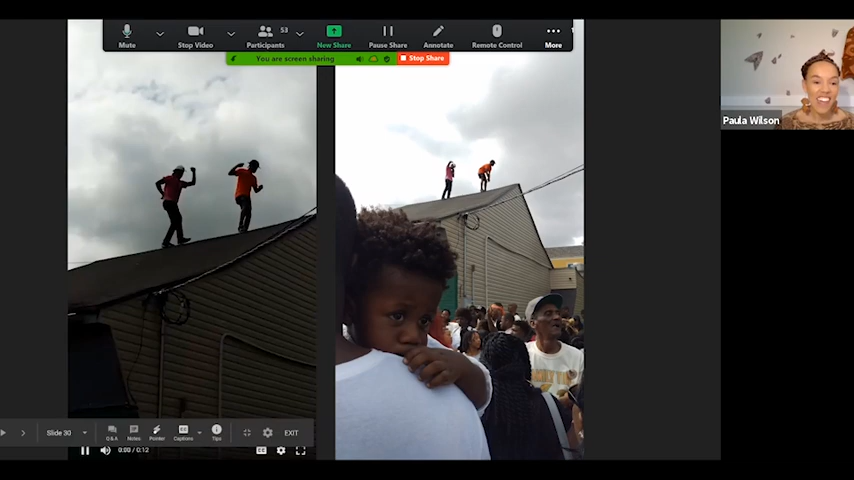 53
Mute
Stop Video
Participants
New Share
Pause Share
Annotate
Remote Control
More
You are screen sharing
Stop Share
Paula Wilson
Slide 30
Q&A
Notes
Pointer
Captions
Tips
EXIT
0:00 / 0:12